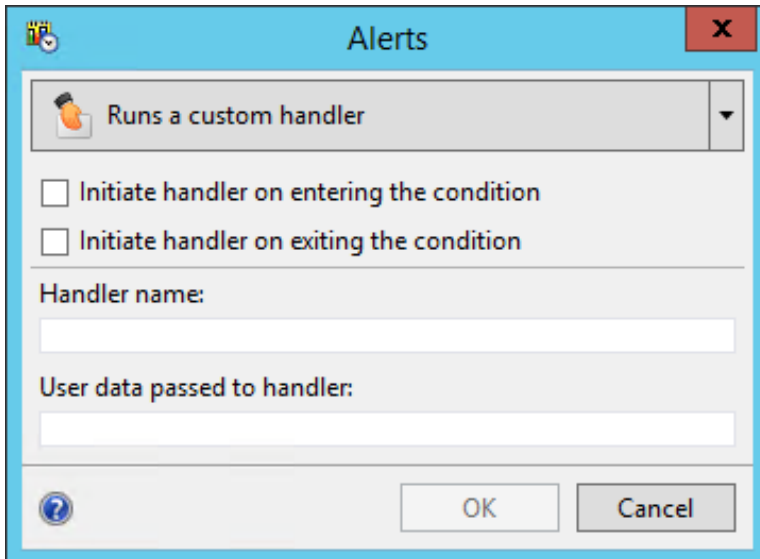 Alerts
Runs a custom handler
Initiate handler on entering the condition
Initiate handler on exiting the condition
Handler name:
User data passed to handler:
OK Cancel